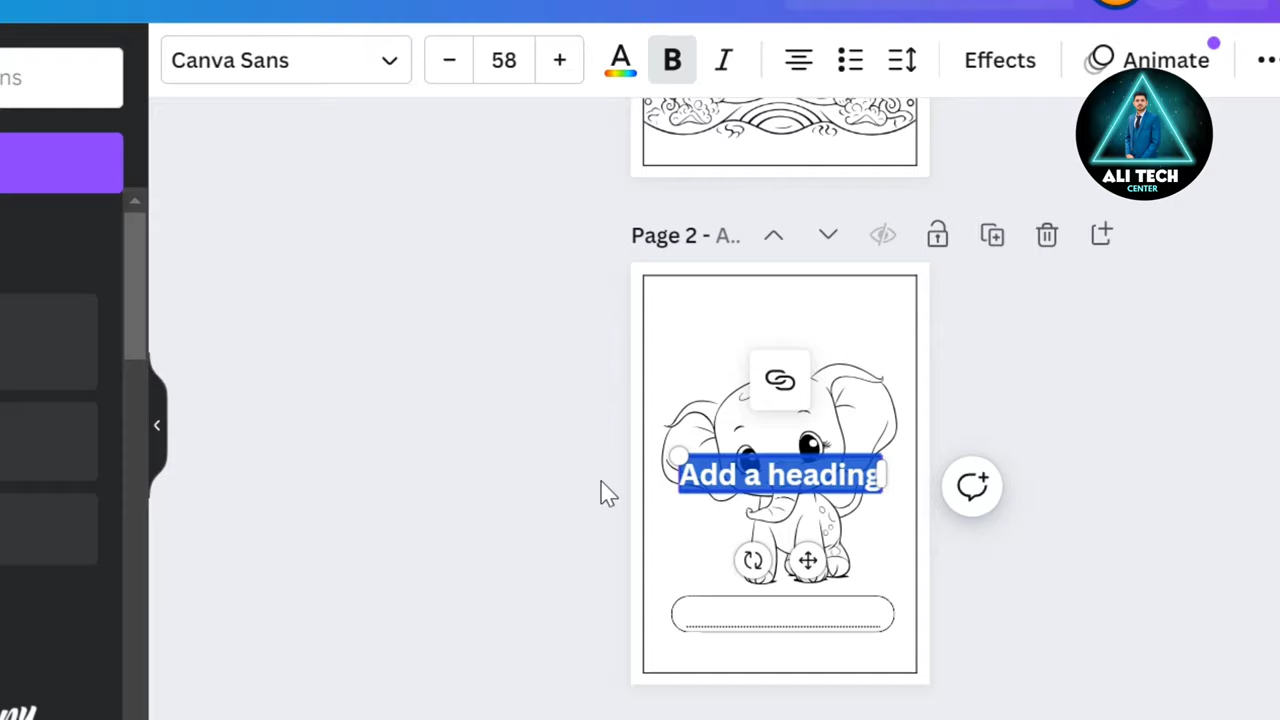 ns
Canva Sans
− 58 + A B I Effects Animate
ALI TECH
CENTER
Page 2 - A..
Add a heading